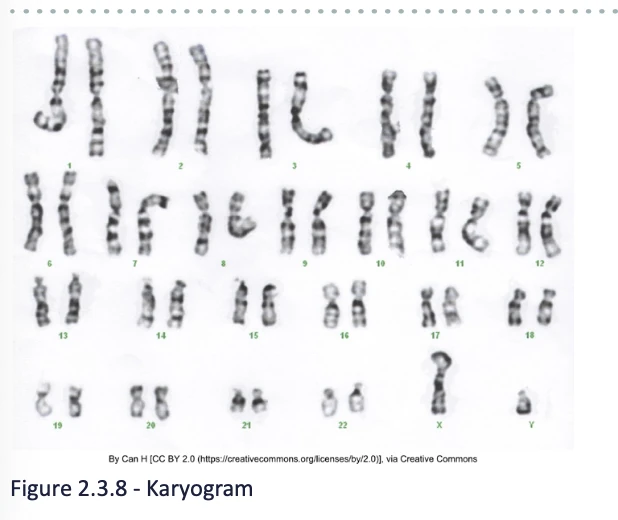 1 2 3 4 5
6 7 8 9 10 11 12
13 14 15 16 17 18
19 20 21 22 X Y
By Can H [CC BY 2.0 (https://creativecommons.org/licenses/by/2.0)], via Creative Commons
Figure 2.3.8 - Karyogram